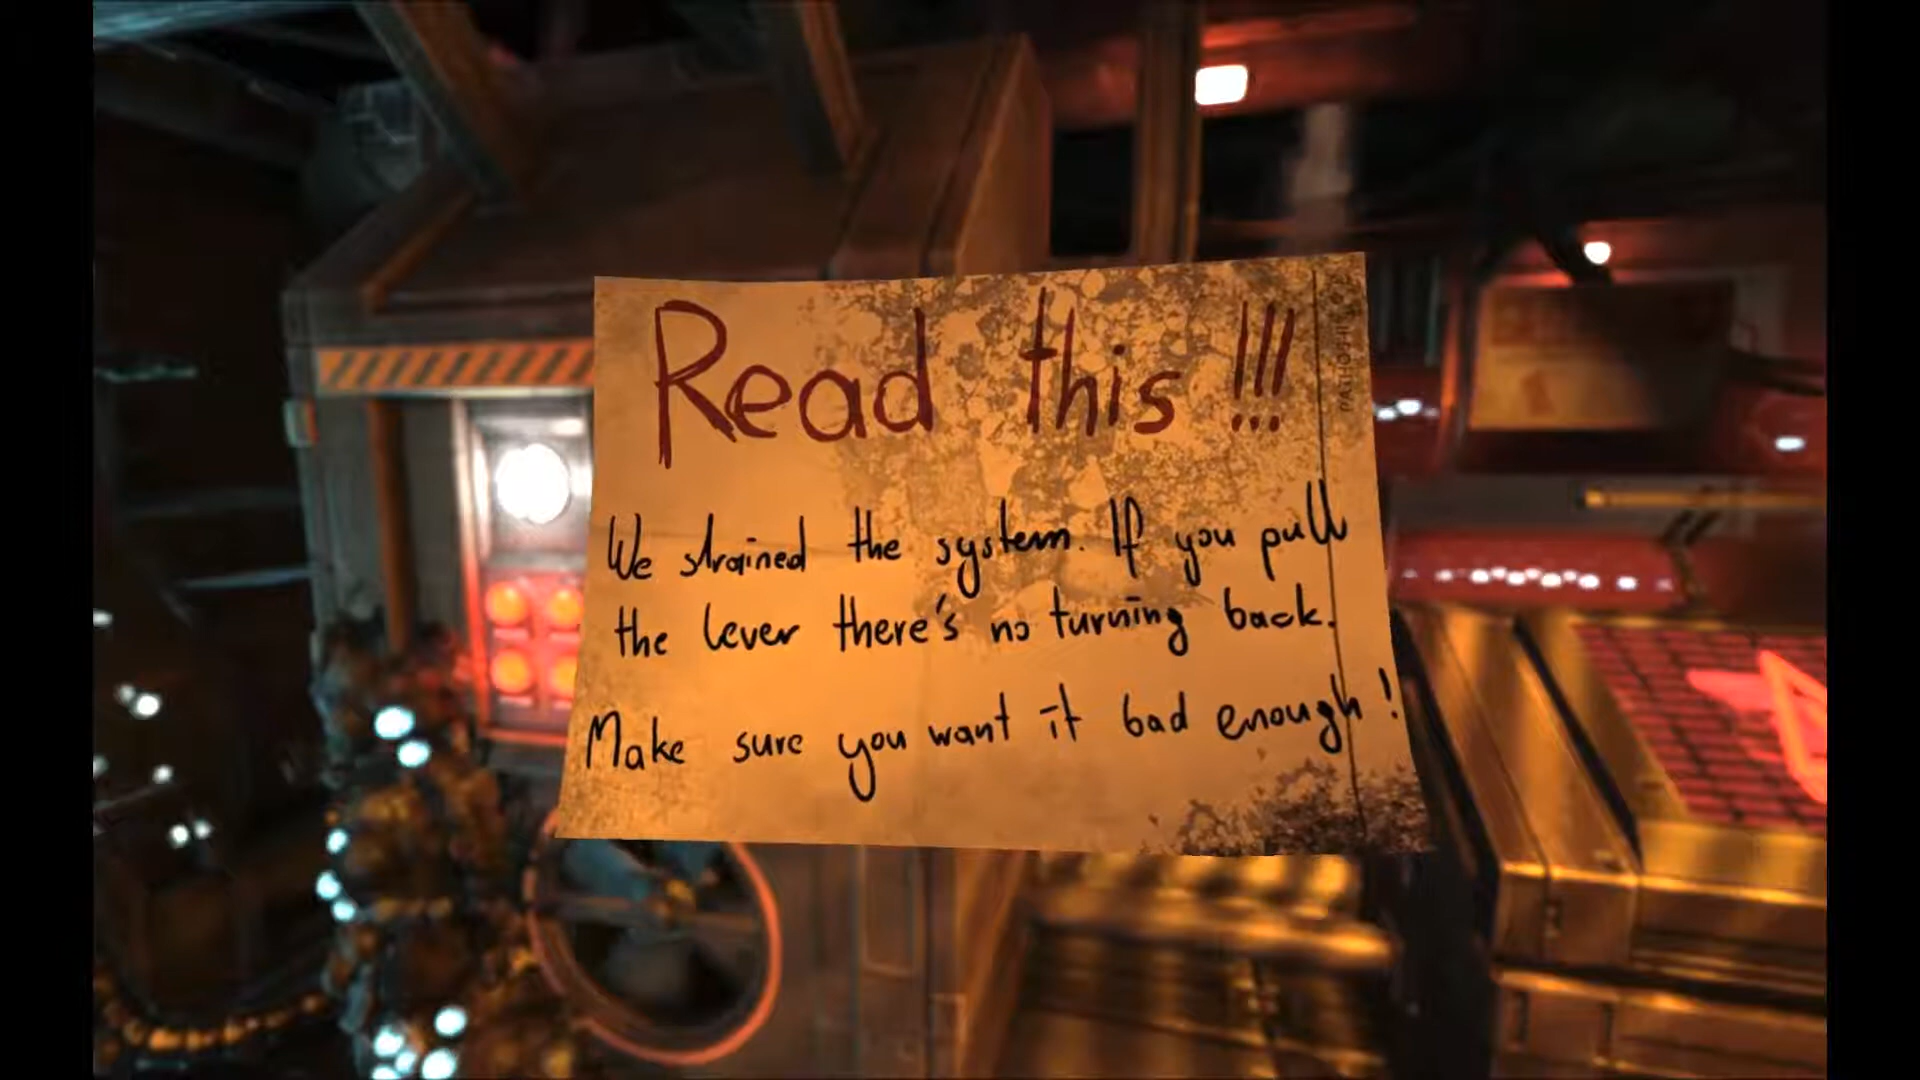 Read this!!!
We strained the system. If you pull
the lever there's no turning back.
Make sure you want it bad enough!